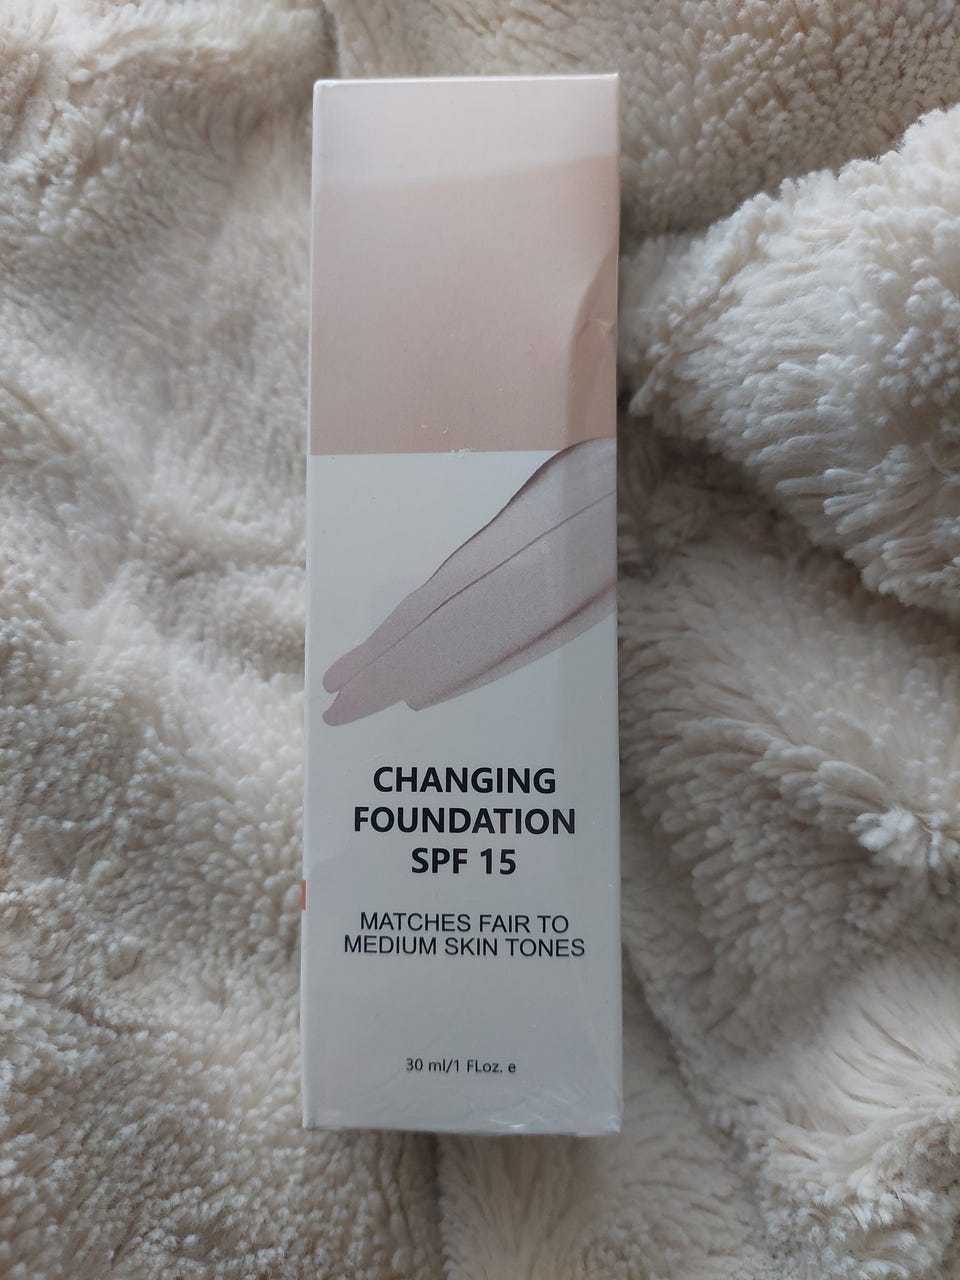 CHANGING
FOUNDATION
SPF 15
MATCHES FAIR TO
MEDIUM SKIN TONES
30 ml/1 FLoz. e